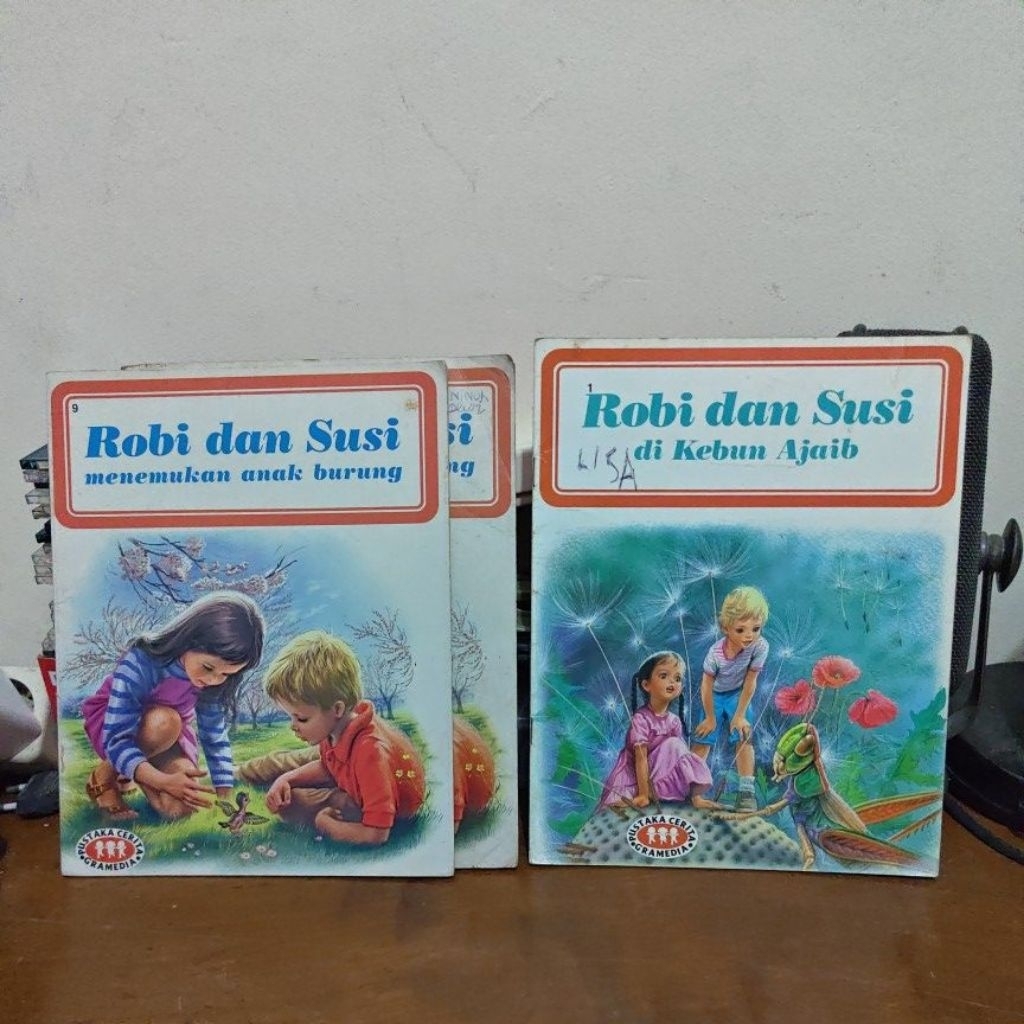 9
Robi dan Susi
menemukan anak burung
PUSTAKA CERITA
GRAMEDIA
si
ng
1
Robi dan Susi
di Kebun Ajaib
LISA
PUSTAKA CERITA
GRAMEDIA